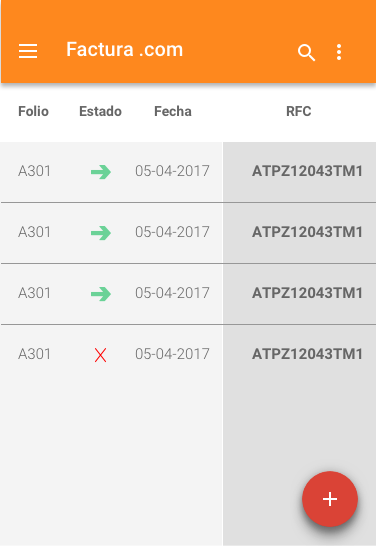 Factura .com
Folio Estado Fecha RFC
A301 05-04-2017 ATPZ12043TM1
A301 05-04-2017 ATPZ12043TM1
A301 05-04-2017 ATPZ12043TM1
A301 X 05-04-2017 ATPZ12043TM1